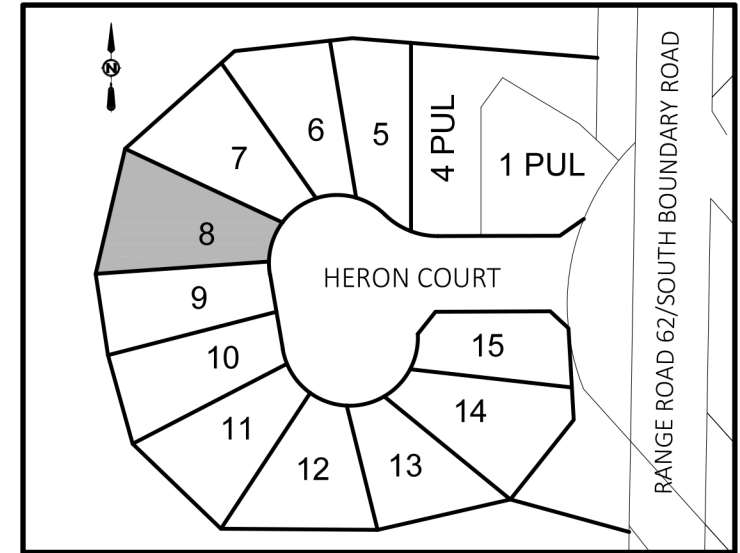 N
6
5
4 PUL
1 PUL
7
8
HERON COURT
9
10
15
11
14
12
13
RANGE ROAD 62/SOUTH BOUNDARY ROAD